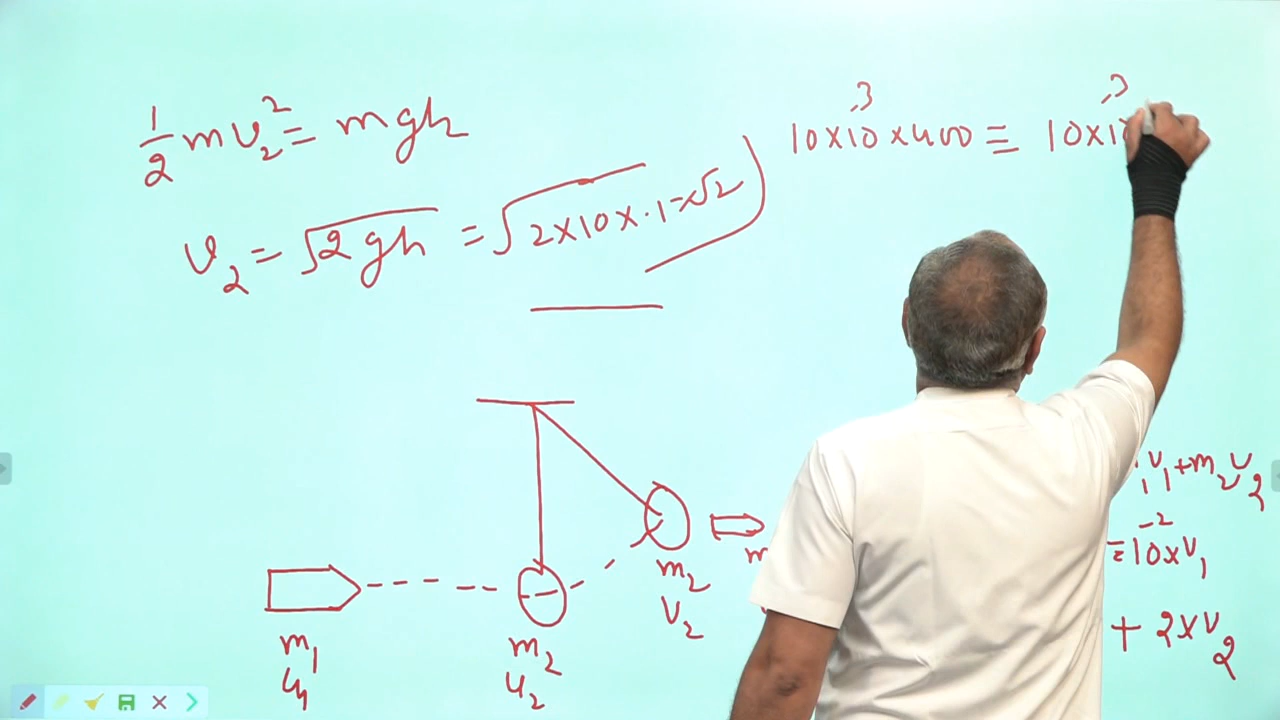 1/2 mv₂² = mgh
v₂ = √2gh = √2×10×.1 = √2
10×10⁻³×400 = 10×10⁻³
m₁
u₁
m₂
u₂
m₂
v₂
m
₁v₁+m₂v₂
=10⁻²×v₁
+ 2×v₂